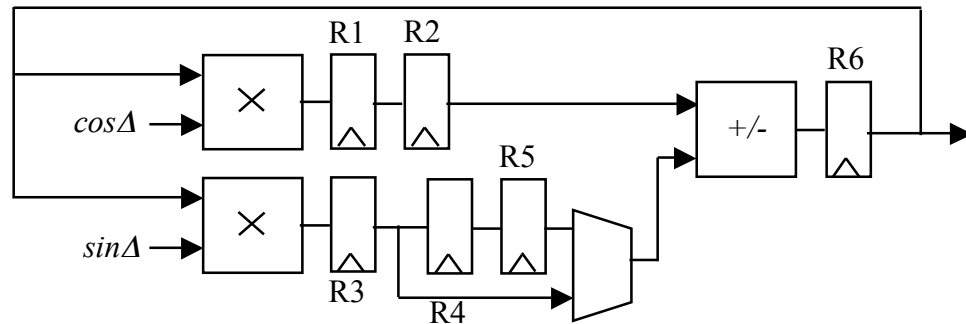 R1
R2
R6
×
cosΔ
+/-
R5
×
sinΔ
R3
R4